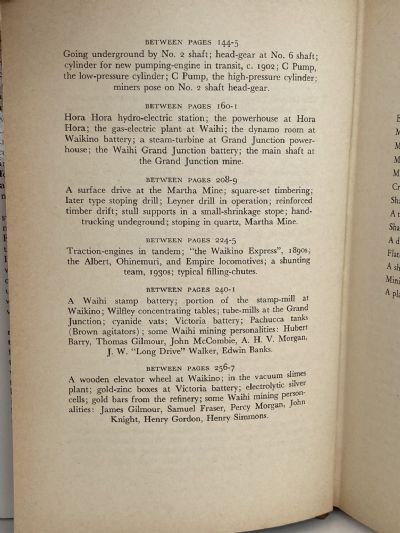 BETWEEN PAGES 144-5
Going underground by No. 2 shaft; head-gear at No. 6 shaft;
cylinder for new pumping-engine in transit, c. 1902; C Pump,
the low-pressure cylinder; C Pump, the high-pressure cylinder;
miners pose on No. 2 shaft head-gear.
BETWEEN PAGES 160-1
Hora Hora hydro-electric station; the powerhouse at Hora
Hora; the gas-electric plant at Waihi; the dynamo room at
Waikino battery; a steam-turbine at Grand Junction power-
house; the Waihi Grand Junction battery; the main shaft at
the Grand Junction mine.
BETWEEN PAGES 208-9
A surface drive at the Martha Mine; square-set timbering;
later type stoping drill; Leyner drill in operation; reinforced
timber drift; stull supports in a small-shrinkage stope; hand-
trucking undeground; stoping in quartz, Martha Mine.
BETWEEN PAGES 224-5
Traction-engines in tandem; "the Waikino Express", 1890s;
the Albert, Ohinemuri, and Empire locomotives; a shunting
team, 1930s; typical filling-chutes.
BETWEEN PAGES 240-1
A Waihi stamp battery; portion of the stamp-mill at
Waikino; Wilfley concentrating tables; tube-mills at the Grand
Junction; cyanide vats; Victoria battery; Pachucca tanks
(Brown agitators); some Waihi mining personalities: Hubert
Barry, Thomas Gilmour, John McCombie, A. H. V. Morgan,
J. W. "Long Drive" Walker, Edwin Banks.
BETWEEN PAGES 256-7
A wooden elevator wheel at Waikino; in the vacuum slimes
plant; gold-zinc boxes at Victoria battery; electrolytic silver
cells; gold bars from the refinery; some Waihi mining person-
alities: James Gilmour, Samuel Fraser, Percy Morgan, John
Knight, Henry Gordon, Henry Simmons.